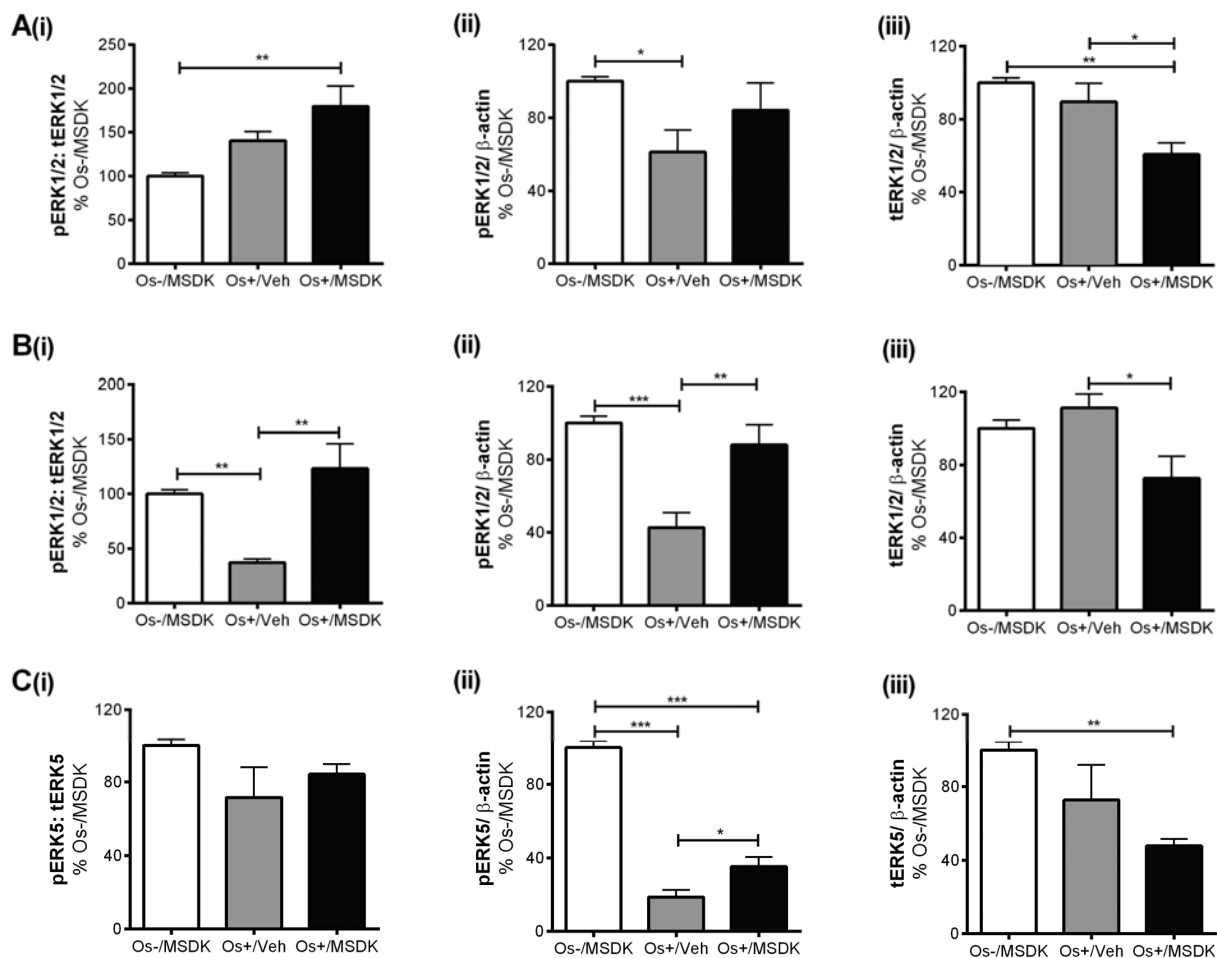 A(i)
pERK1/2: tERK1/2
% Os-/MSDK
250
200
150
100
50
0
**
Os-/MSDK Os+/Veh Os+/MSDK
(ii)
pERK1/2/ β-actin
% Os-/MSDK
120
80
40
0
*
Os-/MSDK Os+/Veh Os+/MSDK
(iii)
tERK1/2/ β-actin
% Os-/MSDK
120
80
40
0
*
**
Os-/MSDK Os+/Veh Os+/MSDK
B(i)
pERK1/2: tERK1/2
% Os-/MSDK
200
150
100
50
0
**
**
Os-/MSDK Os+/Veh Os+/MSDK
(ii)
pERK1/2/ β-actin
% Os-/MSDK
120
80
40
0
**
***
Os-/MSDK Os+/Veh Os+/MSDK
(iii)
tERK1/2/ β-actin
% Os-/MSDK
120
80
40
0
*
Os-/MSDK Os+/Veh Os+/MSDK
C(i)
pERK5: tERK5
% Os-/MSDK
120
80
40
0
Os-/MSDK Os+/Veh Os+/MSDK
(ii)
pERK5/ β-actin
% Os-/MSDK
120
80
40
0
***
***
*
Os-/MSDK Os+/Veh Os+/MSDK
(iii)
tERK5/ β-actin
% Os-/MSDK
120
80
40
0
**
Os-/MSDK Os+/Veh Os+/MSDK